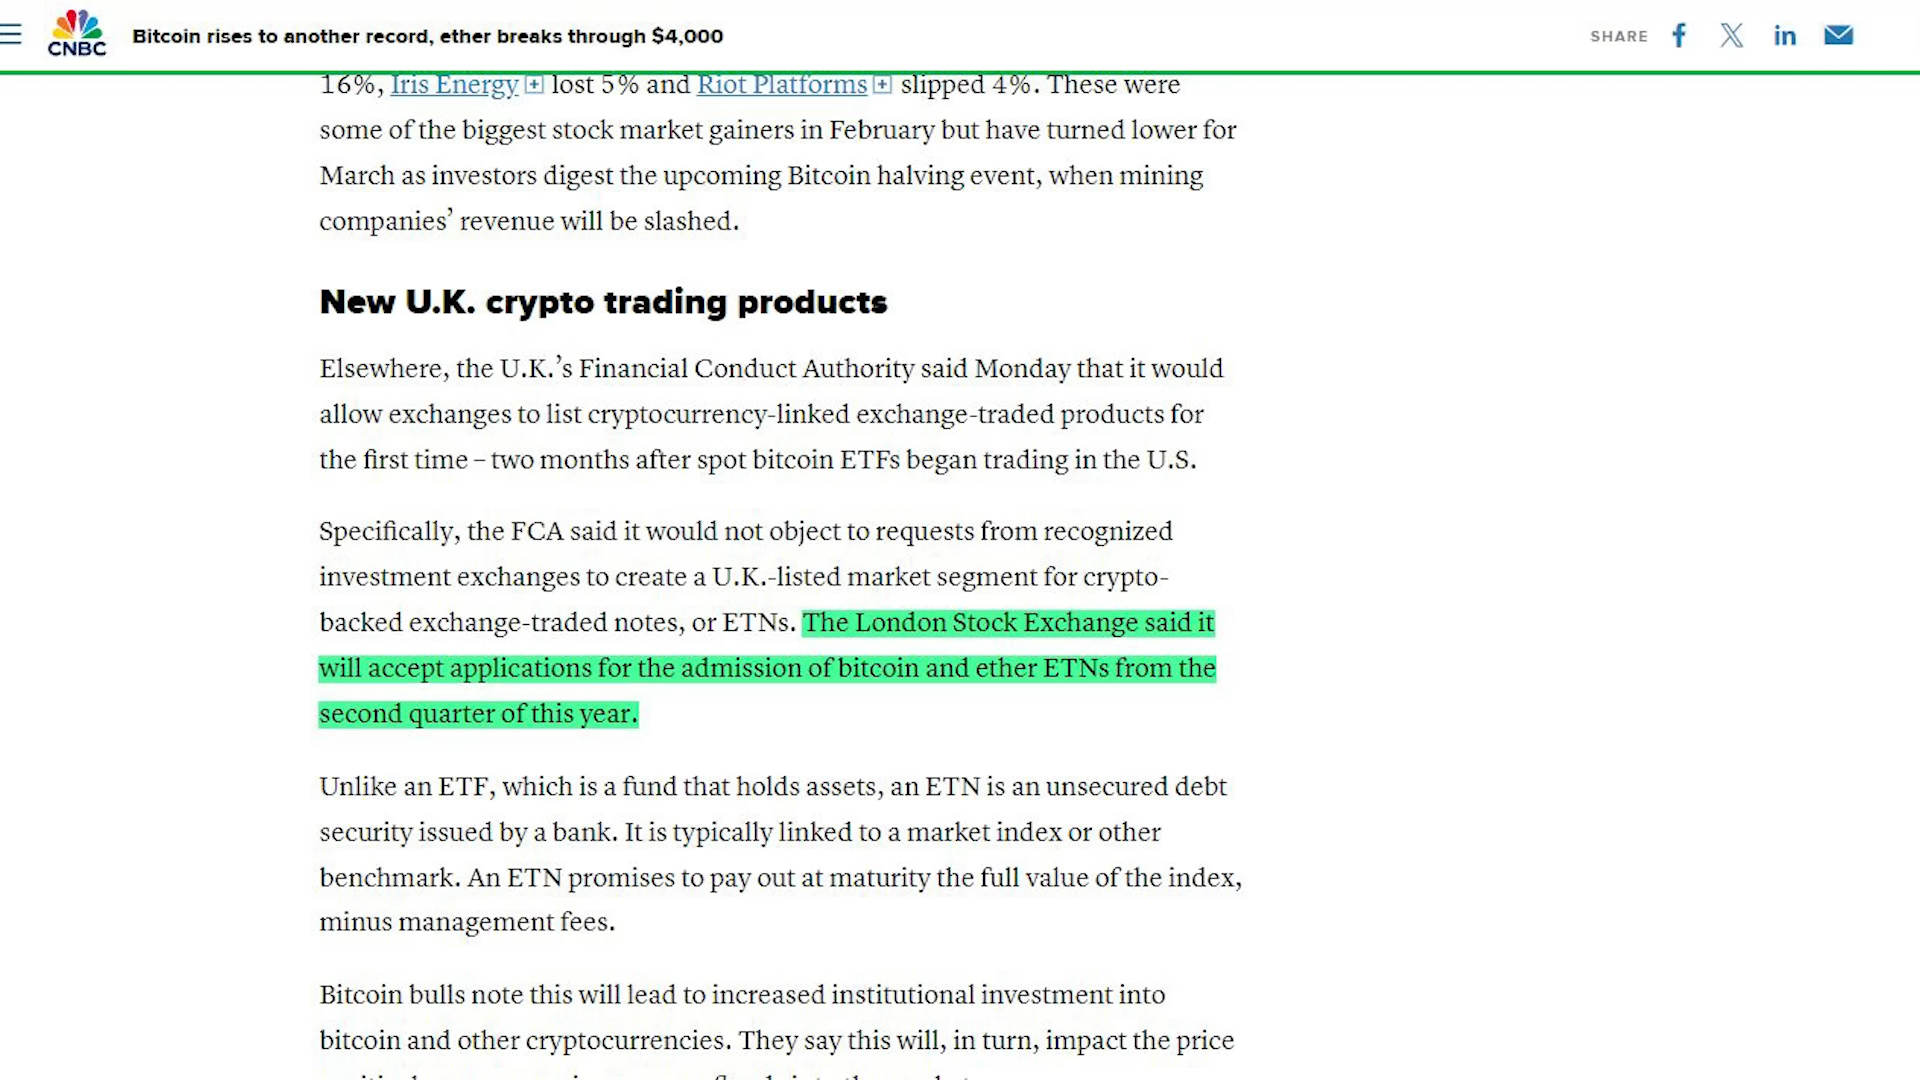 CNBC
Bitcoin rises to another record, ether breaks through $4,000
SHARE
16%, Iris Energy lost 5% and Riot Platforms slipped 4%. These were
some of the biggest stock market gainers in February but have turned lower for
March as investors digest the upcoming Bitcoin halving event, when mining
companies’ revenue will be slashed.
New U.K. crypto trading products
Elsewhere, the U.K.’s Financial Conduct Authority said Monday that it would
allow exchanges to list cryptocurrency-linked exchange-traded products for
the first time – two months after spot bitcoin ETFs began trading in the U.S.
Specifically, the FCA said it would not object to requests from recognized
investment exchanges to create a U.K.-listed market segment for crypto-
backed exchange-traded notes, or ETNs. The London Stock Exchange said it
will accept applications for the admission of bitcoin and ether ETNs from the
second quarter of this year.
Unlike an ETF, which is a fund that holds assets, an ETN is an unsecured debt
security issued by a bank. It is typically linked to a market index or other
benchmark. An ETN promises to pay out at maturity the full value of the index,
minus management fees.
Bitcoin bulls note this will lead to increased institutional investment into
bitcoin and other cryptocurrencies. They say this will, in turn, impact the price